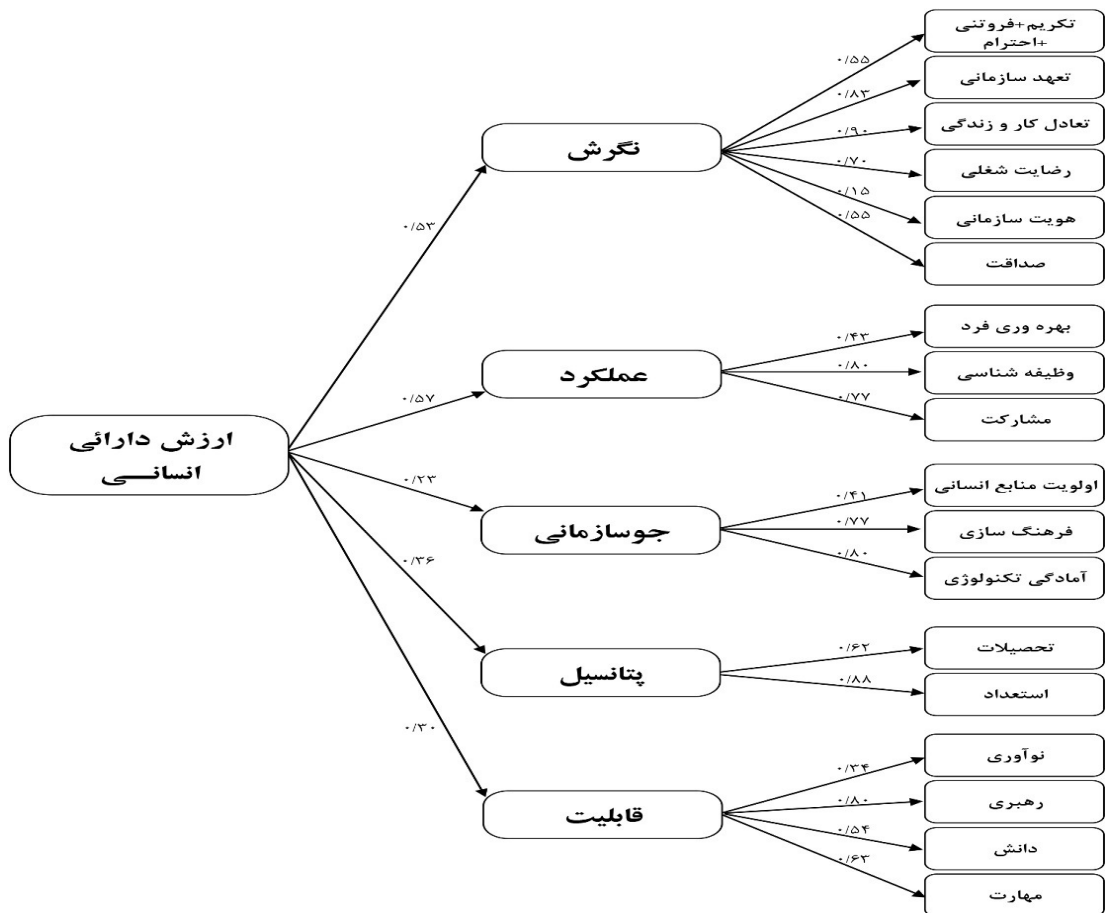 تکریم+فروتنی
+احترام
۰/۵۵
تعهد سازمانی
۰/۸۳
تعادل کار و زندگی
۰/۹۰
نگرش
رضایت شغلی
۰/۷۰
هویت سازمانی
۰/۱۵
صداقت
۰/۵۵
۰/۵۳
بهره وری فرد
۰/۴۳
وظیفه شناسی
۰/۸۰
عملکرد
مشارکت
۰/۷۷
۰/۵۷
ارزش دارائی
انسانی
اولویت منابع انسانی
۰/۴۱
۰/۲۳
فرهنگ سازی
۰/۷۷
جوسازمانی
آمادگی تکنولوژی
۰/۸۰
۰/۳۶
تحصیلات
۰/۶۲
پتانسیل
استعداد
۰/۸۸
۰/۳۰
نوآوری
۰/۳۴
رهبری
۰/۸۰
قابلیت
دانش
۰/۵۴
مهارت
۰/۶۳